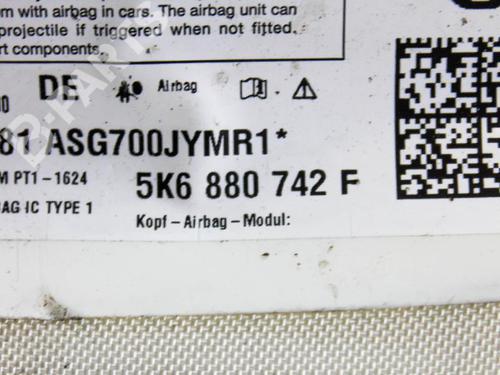 m with airbag in cars. The airbag unit can
projectile if triggered when not fitted.
rt components.
DE Airbag
81 ASG700JYMR1*
M PT1-1624 5K6 880 742 F
AG IC TYPE 1 Kopf-Airbag-Modul:
B-PARTS